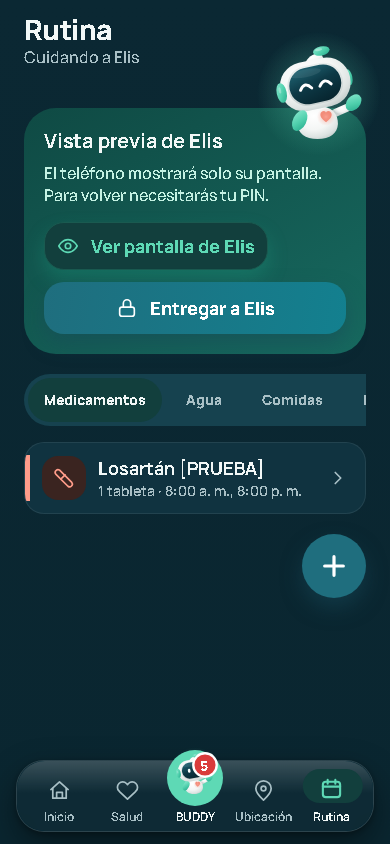 Rutina
Cuidando a Elis
Vista previa de Elis
El teléfono mostrará solo su pantalla.
Para volver necesitarás tu PIN.
Ver pantalla de Elis
Entregar a Elis
Medicamentos
Agua
Comidas
Losartán [PRUEBA]
1 tableta · 8:00 a. m., 8:00 p. m.
5
Inicio
Salud
BUDDY
Ubicación
Rutina